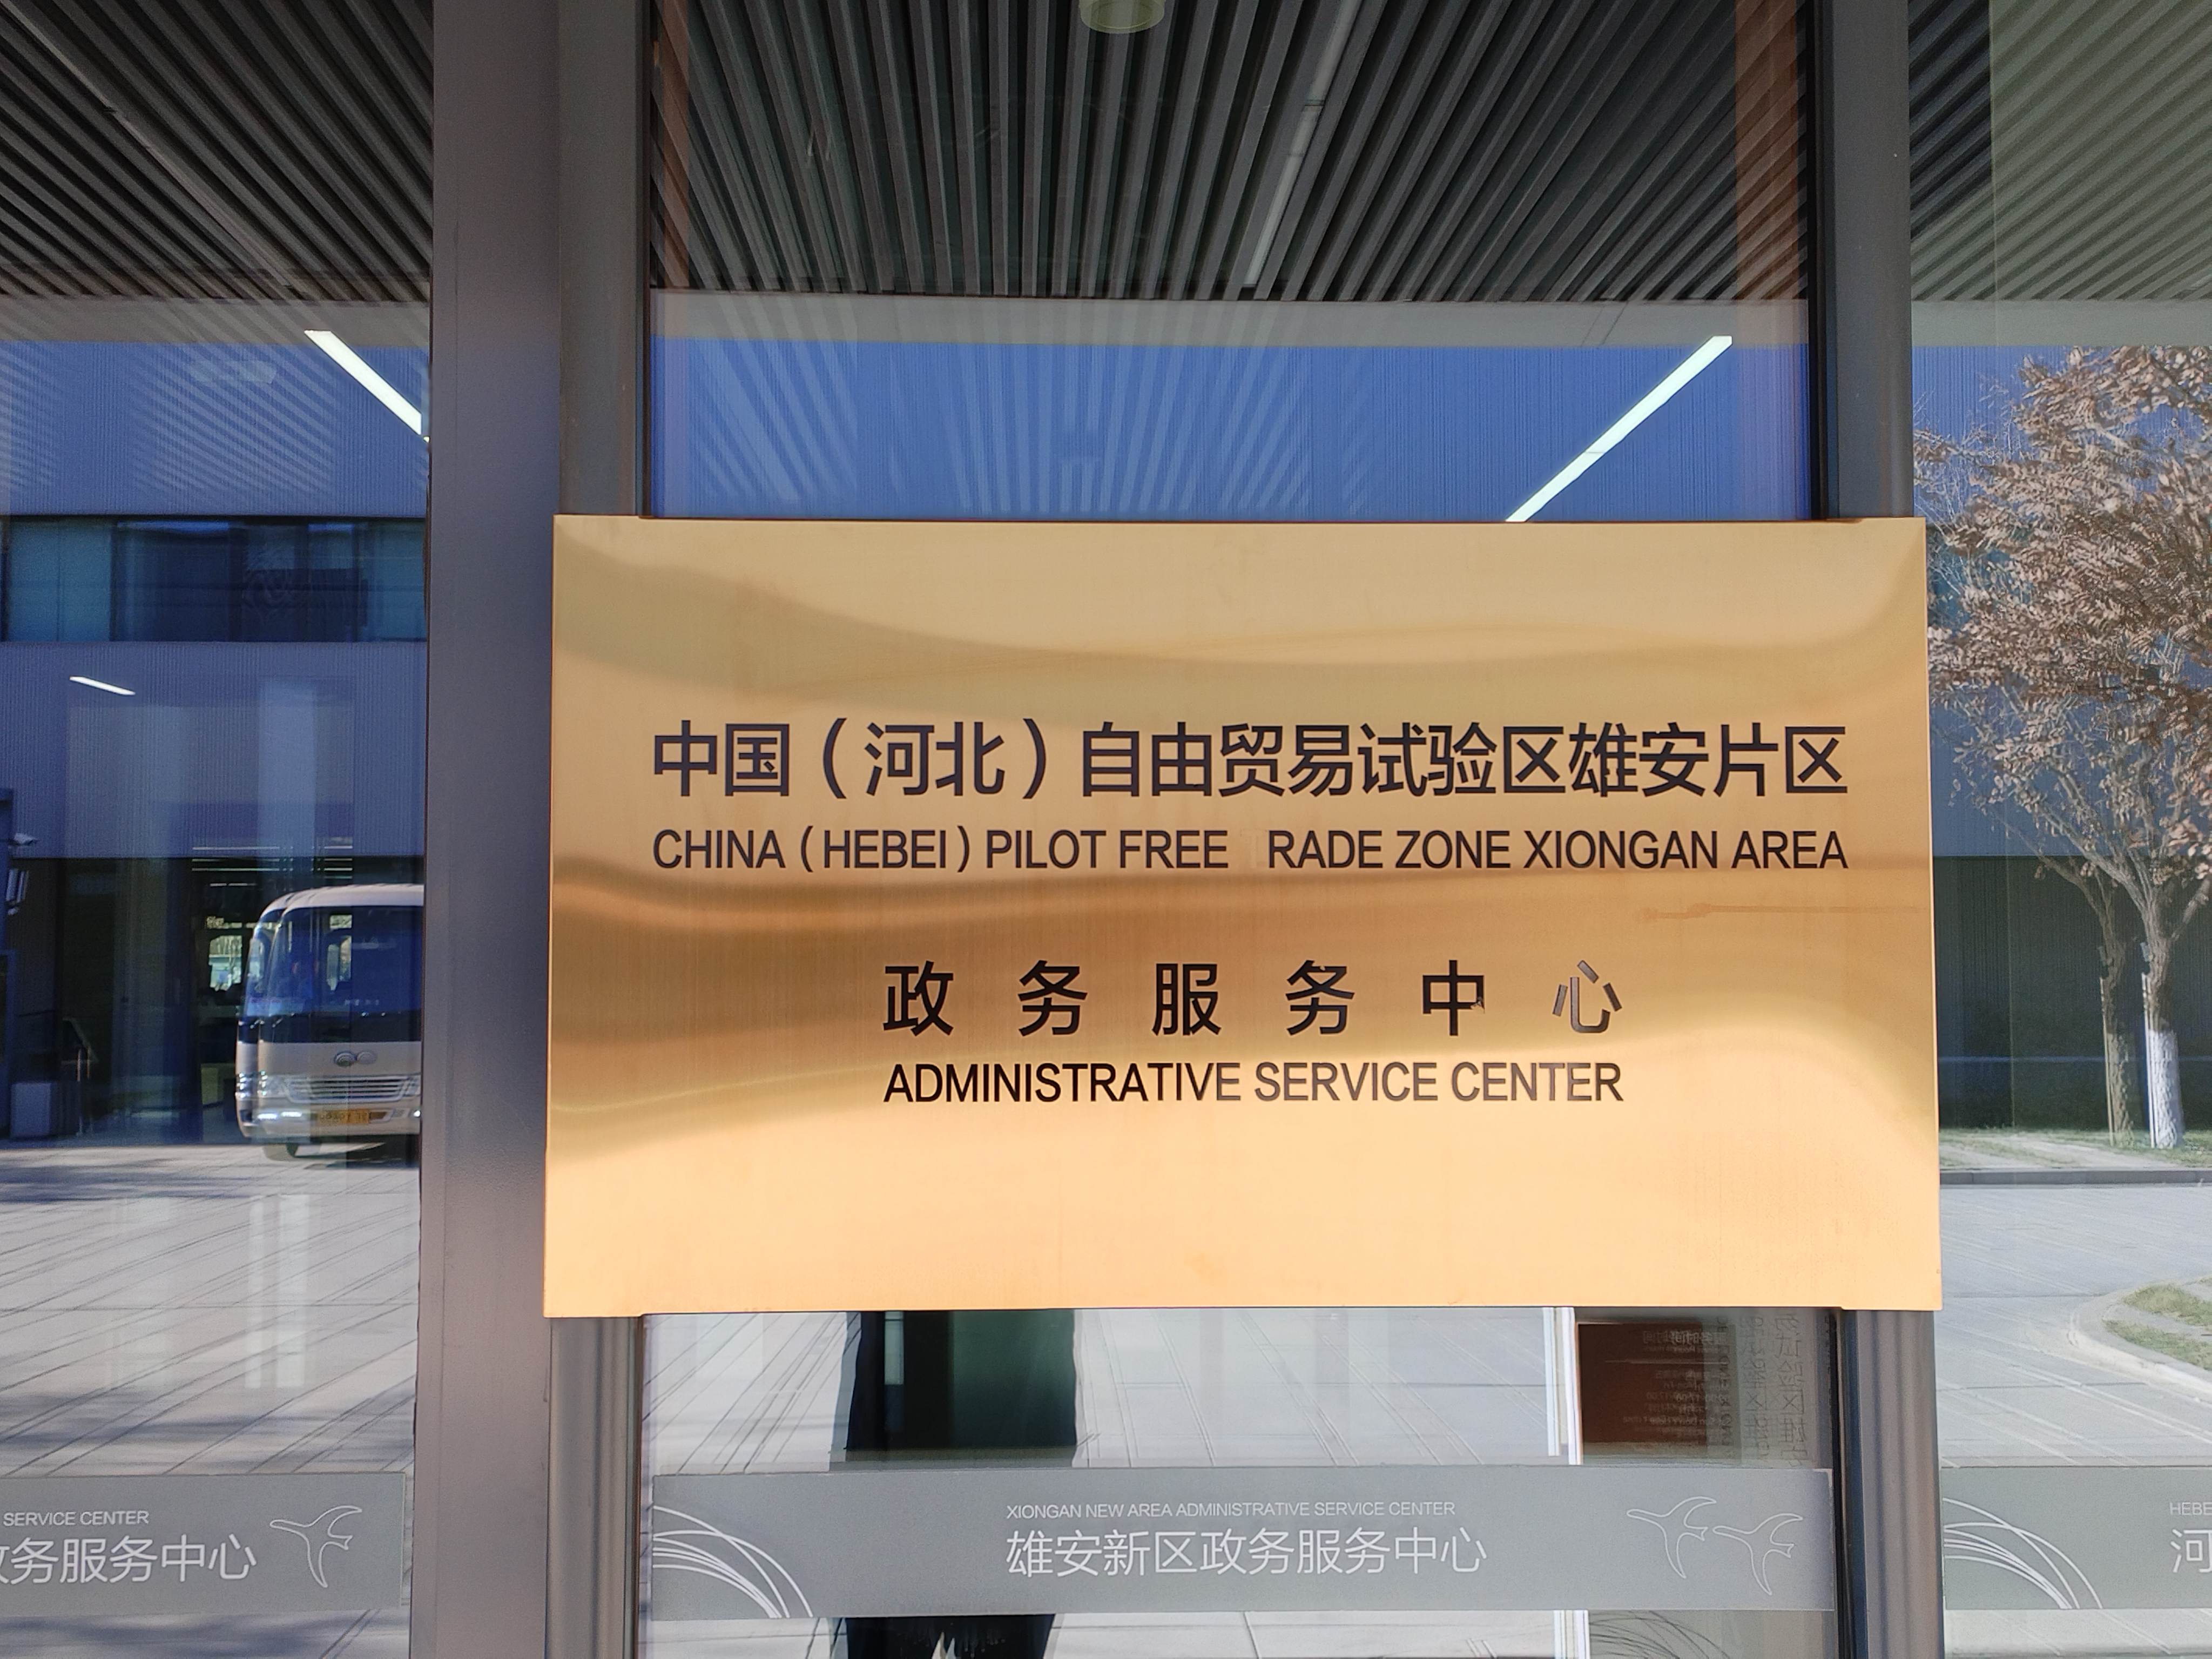 中国（河北）自由贸易试验区雄安片区
CHINA (HEBEI) PILOT FREE RADE ZONE XIONGAN AREA
政务服务中心
ADMINISTRATIVE SERVICE CENTER
SERVICE CENTER
务服务中心
XIONGAN NEW AREA ADMINISTRATIVE SERVICE CENTER
雄安新区政务服务中心
HEBE
河